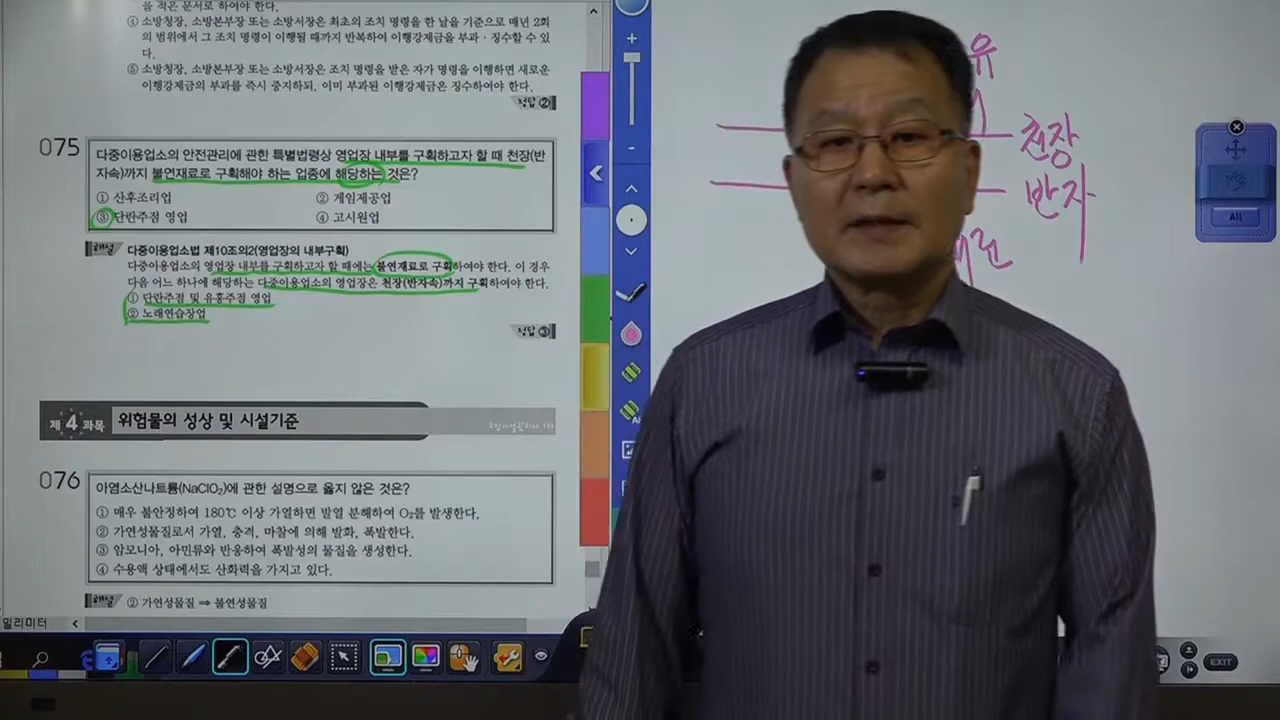 을 적은 문서로 하여야 한다.
④ 소방청장, 소방본부장 또는 소방서장은 최초의 조치 명령을 한 날을 기준으로 매년 2회
의 범위에서 그 조치 명령이 이행될 때까지 반복하여 이행강제금을 부과·징수할 수 있
다.
⑤ 소방청장, 소방본부장 또는 소방서장은 조치 명령을 받은 자가 명령을 이행하면 새로운
이행강제금의 부과를 즉시 중지하되, 이미 부과된 이행강제금은 징수하여야 한다.
정답 ②
075
다중이용업소의 안전관리에 관한 특별법령상 영업장 내부를 구획하고자 할 때 천장(반
자속)까지 불연재료로 구획해야 하는 업종에 해당하는 것은?
① 산후조리업 ② 게임제공업
③ 단란주점 영업 ④ 고시원업
해설 다중이용업소법 제10조의2(영업장의 내부구획)
다중이용업소의 영업장 내부를 구획하고자 할 때에는 불연재료로 구획하여야 한다. 이 경우
다음 어느 하나에 해당하는 다중이용업소의 영업장은 천장(반자속)까지 구획하여야 한다.
① 단란주점 및 유흥주점 영업
② 노래연습장업
정답 ③
제4과목 위험물의 성상 및 시설기준
076
아염소산나트륨(NaClO₂)에 관한 설명으로 옳지 않은 것은?
① 매우 불안정하여 180℃ 이상 가열하면 발열 분해하여 O₂를 발생한다.
② 가연성물질로서 가열, 충격, 마찰에 의해 발화, 폭발한다.
③ 암모니아, 아민류와 반응하여 폭발성의 물질을 생성한다.
④ 수용액 상태에서도 산화력을 가지고 있다.
해설 ② 가연성물질 ⇒ 불연성물질
밀리미터
유
천장
반자
All
EXIT